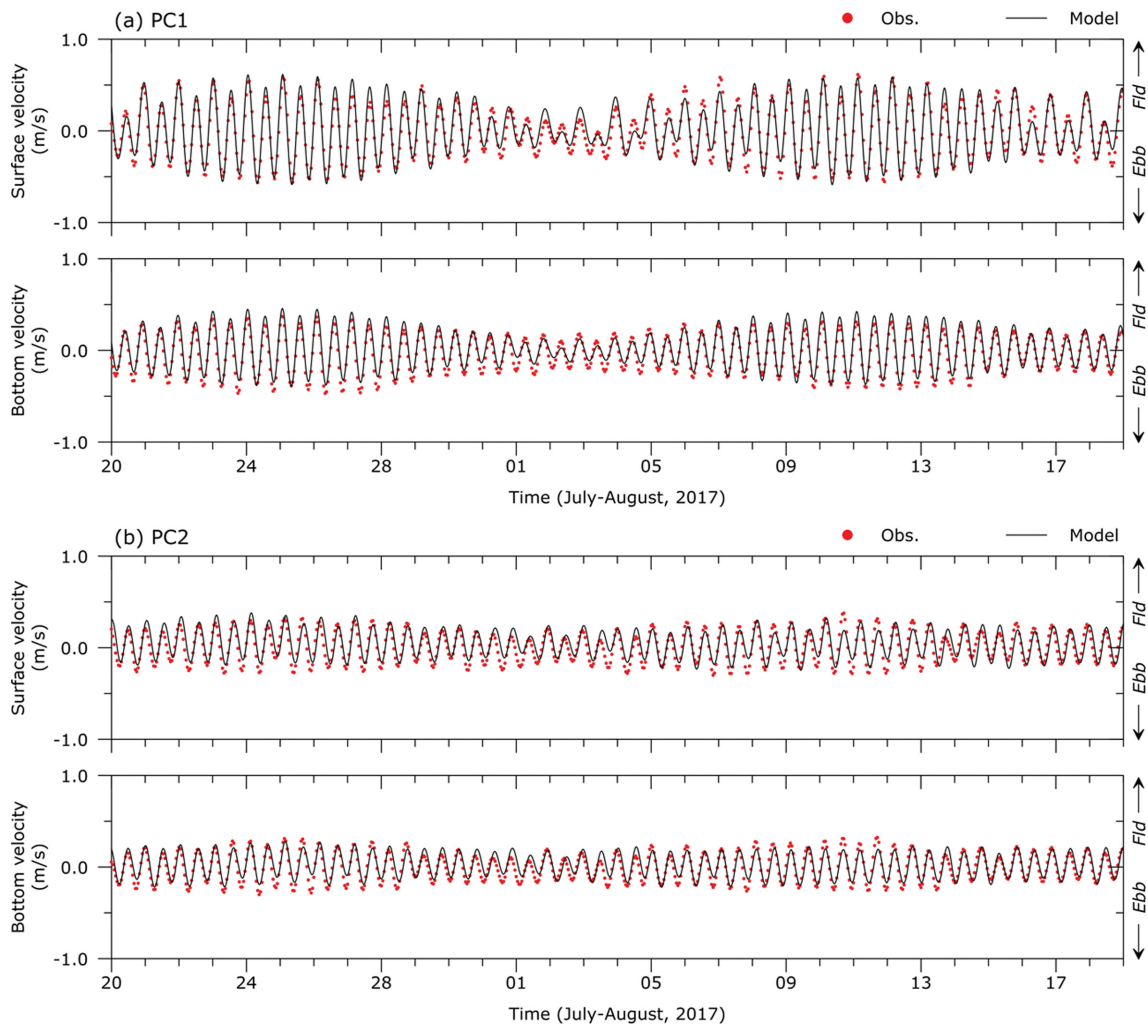 (a) PC1
Obs.
Model
1.0
0.0
-1.0
Surface velocity
(m/s)
Ebb
Fld
1.0
0.0
-1.0
Bottom velocity
(m/s)
Ebb
Fld
20
24
28
01
05
09
13
17
Time (July-August, 2017)
(b) PC2
Obs.
Model
1.0
0.0
-1.0
Surface velocity
(m/s)
Ebb
Fld
1.0
0.0
-1.0
Bottom velocity
(m/s)
Ebb
Fld
20
24
28
01
05
09
13
17
Time (July-August, 2017)